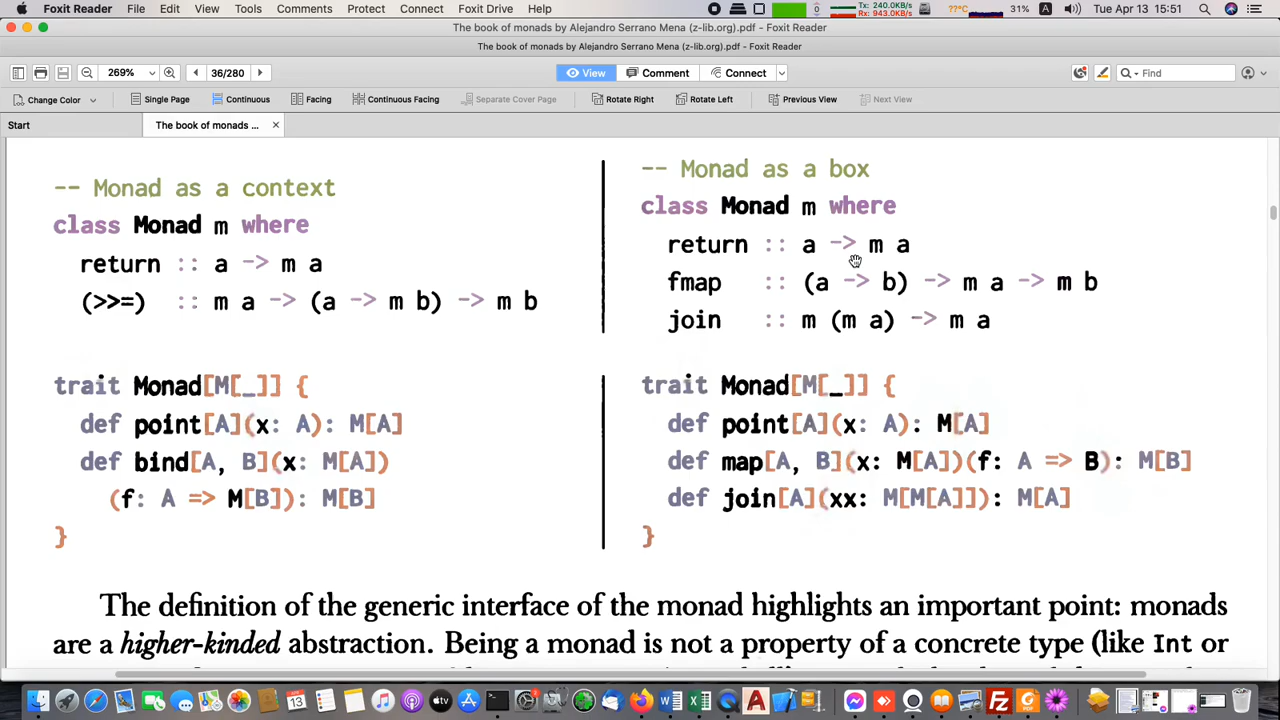 Foxit Reader File Edit View Tools Comments Protect Connect Foxit Drive Help
Tx: 240.0KB/s
Rx: 943.0KB/s
??°C 31% A Tue Apr 13 15:51
The book of monads by Alejandro Serrano Mena (z-lib.org).pdf - Foxit Reader
The book of monads by Alejandro Serrano Mena (z-lib.org).pdf - Foxit Reader
269% 36/280 View Comment Connect Find
Change Color Single Page Continuous Facing Continuous Facing Separate Cover Page Rotate Right Rotate Left Previous View Next View
Start The book of monads ...
-- Monad as a context
class Monad m where
return :: a -> m a
(>>=) :: m a -> (a -> m b) -> m b
-- Monad as a box
class Monad m where
return :: a -> m a
fmap :: (a -> b) -> m a -> m b
join :: m (m a) -> m a
trait Monad[M[_]] {
def point[A](x: A): M[A]
def bind[A, B](x: M[A])
(f: A => M[B]): M[B]
}
trait Monad[M[_]] {
def point[A](x: A): M[A]
def map[A, B](x: M[A])(f: A => B): M[B]
def join[A](xx: M[M[A]]): M[A]
}
The definition of the generic interface of the monad highlights an important point: monads
are a higher-kinded abstraction. Being a monad is not a property of a concrete type (like Int or